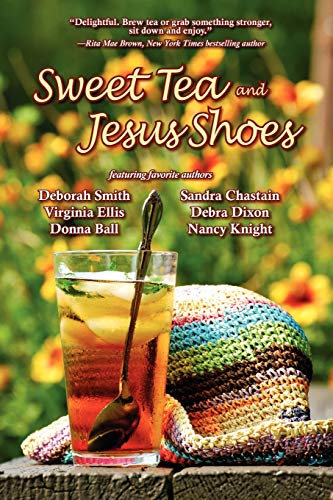 “Delightful. Brew tea or grab something stronger,
sit down and enjoy.”
—Rita Mae Brown, New York Times bestselling author
Sweet Tea and
Jesus Shoes
featuring favorite authors
Deborah Smith
Virginia Ellis
Donna Ball
Sandra Chastain
Debra Dixon
Nancy Knight